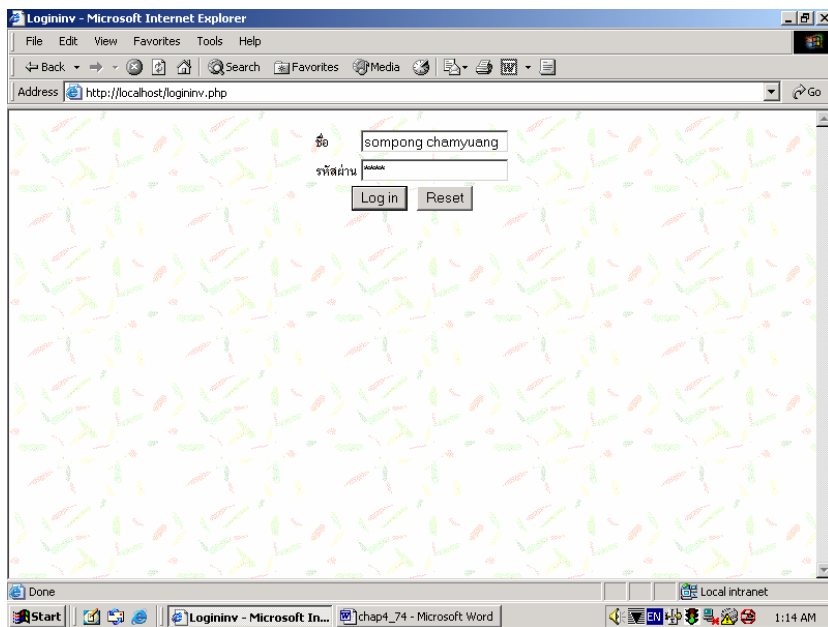 Logininv - Microsoft Internet Explorer
File Edit View Favorites Tools Help
Back Search Favorites Media
Address http://localhost/logininv.php Go
ชื่อ sompong chamyuang
รหัสผ่าน ****
Log in Reset
Done Local intranet
Start Logininv - Microsoft In... chap4_74 - Microsoft Word EN 1:14 AM